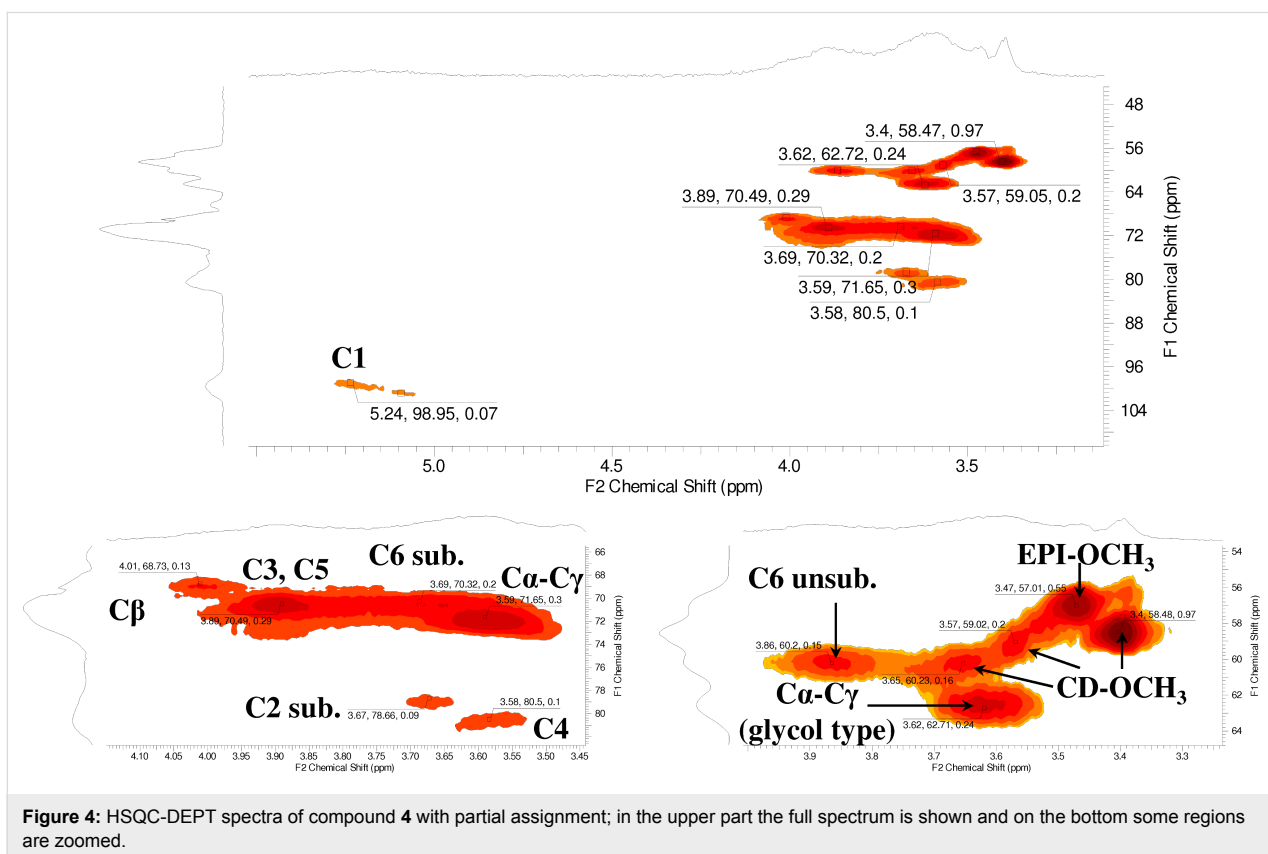 3.4, 58.47, 0.97
3.62, 62.72, 0.24
3.89, 70.49, 0.29
3.57, 59.05, 0.2
3.69, 70.32, 0.2
3.59, 71.65, 0.3
3.58, 80.5, 0.1
C1
5.24, 98.95, 0.07
48
56
64
72
80
88
96
104
F1 Chemical Shift (ppm)
5.0 4.5 4.0 3.5
F2 Chemical Shift (ppm)
4.01, 68.73, 0.13
C3, C5
C6 sub.
3.69, 70.32, 0.2
Cα-Cγ
3.59, 71.65, 0.3
Cβ
3.89, 70.49, 0.29
C2 sub.
3.67, 78.66, 0.09
3.58, 80.5, 0.1
C4
66
68
70
72
73
75
77
79
80
F1 Chemical Shift (ppm)
4.10 4.05 4.00 3.95 3.90 3.85 3.80 3.75 3.70 3.65 3.60 3.55 3.50 3.45
F2 Chemical Shift (ppm)
EPI-OCH₃
C6 unsub.
3.47, 57.01, 0.55
3.57, 59.02, 0.2
3.4, 58.48, 0.97
3.86, 60.2, 0.15
3.65, 60.23, 0.16
CD-OCH₃
Cα-Cγ
(glycol type)
3.62, 62.71, 0.24
54
56
58
60
62
64
F1 Chemical Shift (ppm)
3.9 3.8 3.7 3.6 3.5 3.4 3.3
F2 Chemical Shift (ppm)
Figure 4: HSQC-DEPT spectra of compound 4 with partial assignment; in the upper part the full spectrum is shown and on the bottom some regions
are zoomed.